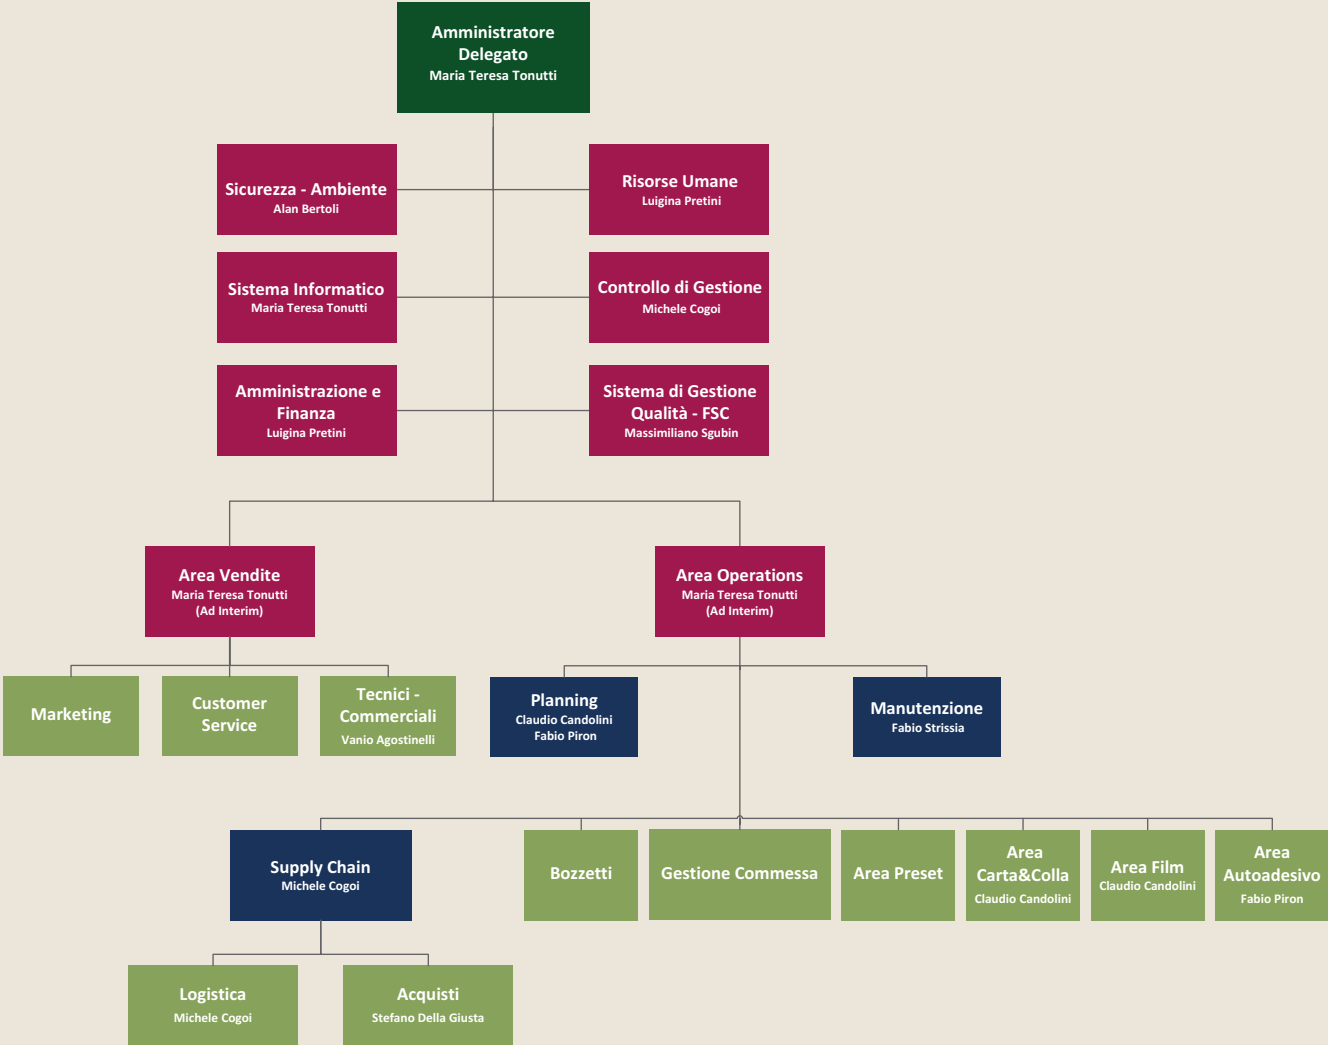 Amministratore
Delegato
Maria Teresa Tonutti
Sicurezza - Ambiente
Alan Bertoli
Risorse Umane
Luigina Pretini
Sistema Informatico
Maria Teresa Tonutti
Controllo di Gestione
Michele Cogoi
Amministrazione e
Finanza
Luigina Pretini
Sistema di Gestione
Qualità - FSC
Massimiliano Sgubin
Area Vendite
Maria Teresa Tonutti
(Ad Interim)
Area Operations
Maria Teresa Tonutti
(Ad Interim)
Marketing
Customer
Service
Tecnici -
Commerciali
Vanio Agostinelli
Planning
Claudio Candolini
Fabio Piron
Manutenzione
Fabio Strissia
Supply Chain
Michele Cogoi
Bozzetti
Gestione Commessa
Area Preset
Area
Carta&Colla
Claudio Candolini
Area Film
Claudio Candolini
Area
Autoadesivo
Fabio Piron
Logistica
Michele Cogoi
Acquisti
Stefano Della Giusta